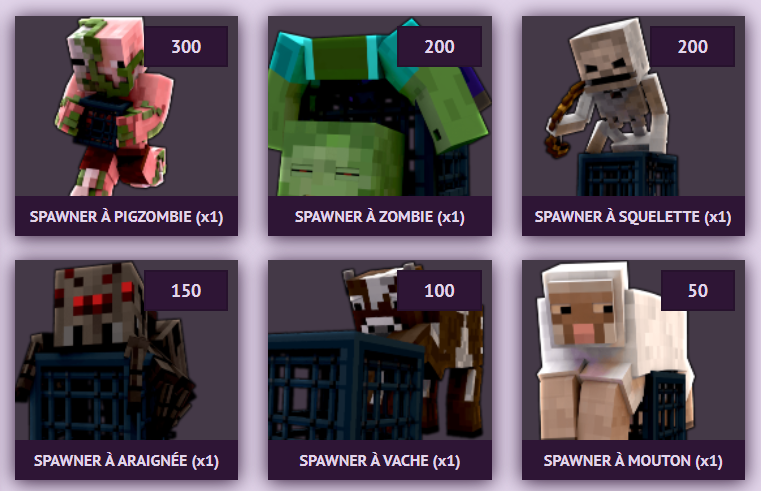 300
SPAWNER À PIGZOMBIE (x1)
200
SPAWNER À ZOMBIE (x1)
200
SPAWNER À SQUELETTE (x1)
150
SPAWNER À ARAIGNÉE (x1)
100
SPAWNER À VACHE (x1)
50
SPAWNER À MOUTON (x1)